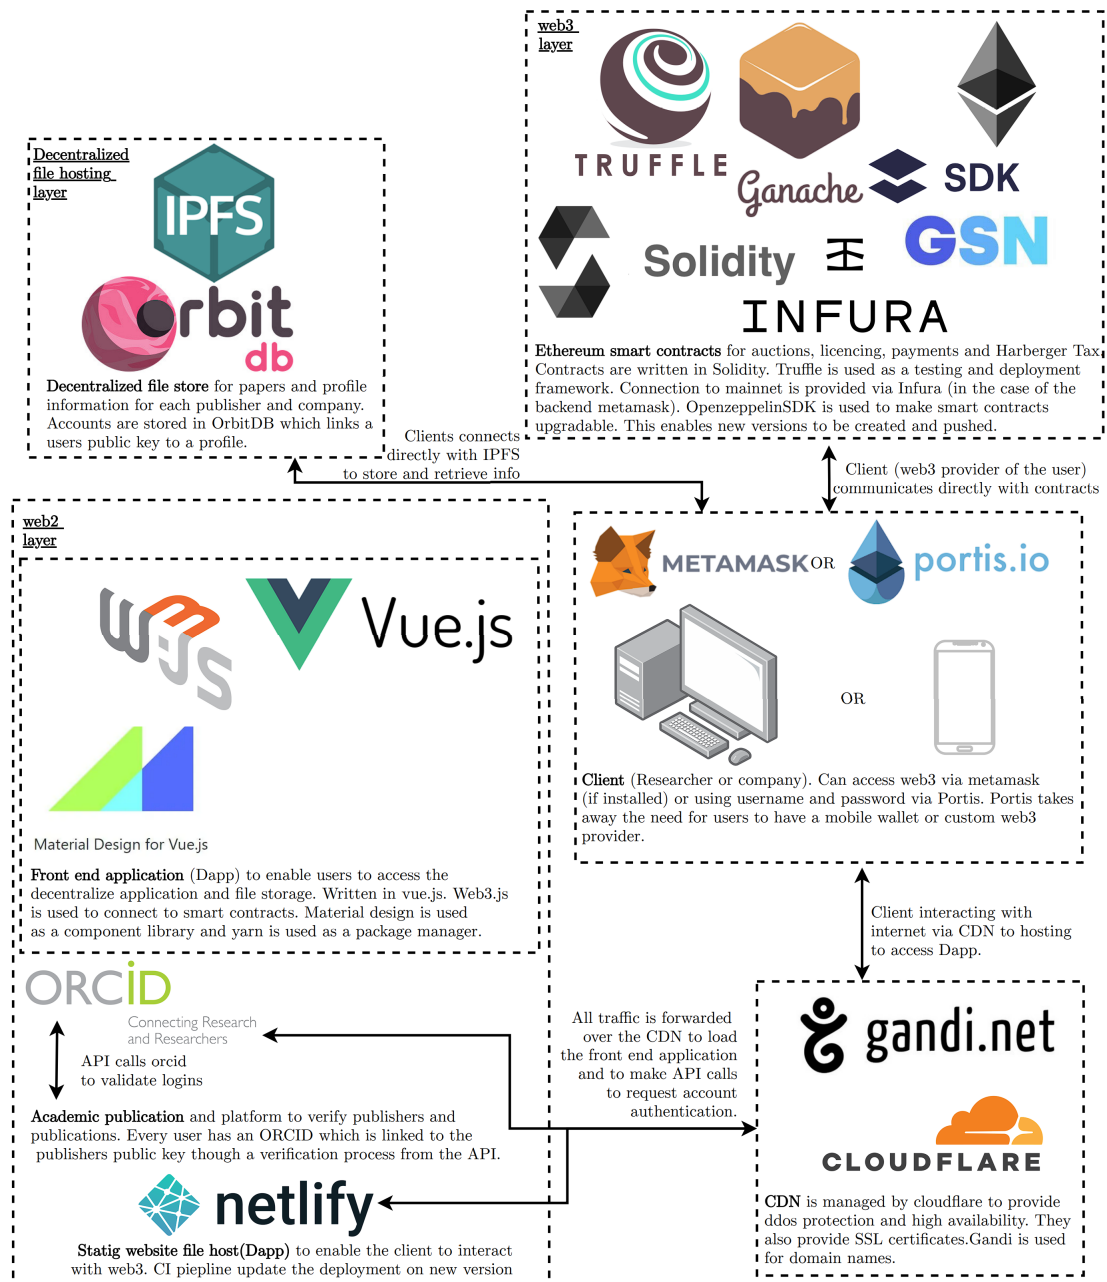 web3
layer
TRUFFLE
Ganache
SDK
Solidity
GSN
INFURA
Ethereum smart contracts for auctions, licencing, payments and Harberger Tax.
Contracts are written in Solidity. Truffle is used as a testing and deployment
framework. Connection to mainnet is provided via Infura (in the case of the
backend metamask). OpenzeppelinSDK is used to make smart contracts
upgradable. This enables new versions to be created and pushed.
Decentralized
file hosting
layer
IPFS
Orbit
db
Decentralized file store for papers and profile
information for each publisher and company.
Accounts are stored in OrbitDB which links a
users public key to a profile.
Clients connects
directly with IPFS
to store and retrieve info
Client (web3 provider of the user)
communicates directly with contracts
METAMASK
OR
portis.io
OR
Client (Researcher or company). Can access web3 via metamask
(if installed) or using username and password via Portis. Portis takes
away the need for users to have a mobile wallet or custom web3
provider.
web2
layer
w3JS
Vue.js
Material Design for Vue.js
Front end application (Dapp) to enable users to access the
decentralize application and file storage. Written in vue.js. Web3.js
is used to connect to smart contracts. Material design is used
as a component library and yarn is used as a package manager.
Client interacting with
internet via CDN to hosting
to access Dapp.
ORCiD
Connecting Research
and Researchers
API calls orcid
to validate logins
All traffic is forwarded
over the CDN to load
the front end application
and to make API calls
to request account
authentication.
Academic publication and platform to verify publishers and
publications. Every user has an ORCID which is linked to the
publishers public key though a verification process from the API.
netlify
Statig website file host(Dapp) to enable the client to interact
with web3. CI piepline update the deployment on new version
gandi.net
CLOUDFLARE
CDN is managed by cloudflare to provide
ddos protection and high availability. They
also provide SSL certificates.Gandi is used
for domain names.